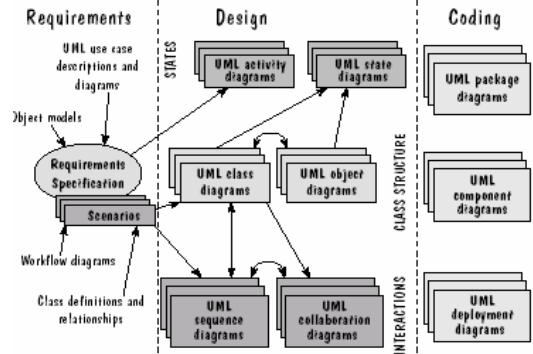 Requirements
Design
Coding
UML use case
descriptions and
diagrams
Object models
Requirements
Specification
Scenarios
Workflow diagrams
Class definitions and
relationships
STATES
UML activity
diagrams
UML state
diagrams
UML class
diagrams
UML object
diagrams
CLASS STRUCTURE
UML
sequence
diagrams
UML
collaboration
diagrams
INTERACTIONS
UML package
diagrams
UML
component
diagrams
UML
deployment
diagrams